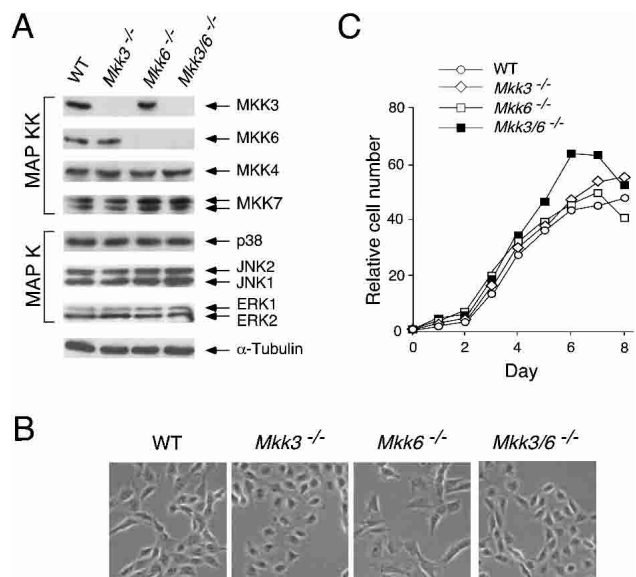 A
WT
Mkk3 -/-
Mkk6 -/-
Mkk3/6 -/-
MAP KK
MKK3
MKK6
MKK4
MKK7
MAP K
p38
JNK2
JNK1
ERK1
ERK2
α-Tubulin
C
WT
Mkk3 -/-
Mkk6 -/-
Mkk3/6 -/-
Relative cell number
80
60
40
20
0
0 2 4 6 8
Day
B
WT
Mkk3 -/-
Mkk6 -/-
Mkk3/6 -/-